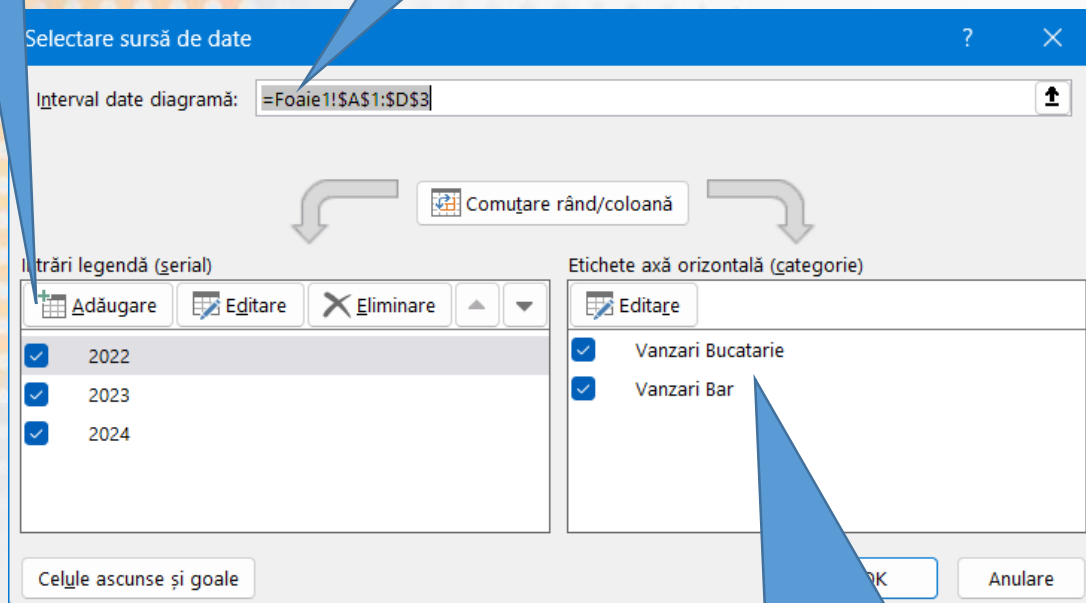 Selectare sursă de date
Interval date diagramă: =Foaie1!$A$1:$D$3
Comutare rând/coloană
Intrări legendă (serial)
Etichete axă orizontală (categorie)
Adăugare Editare Eliminare
Editare
2022
2023
2024
Vanzari Bucatarie
Vanzari Bar
Celule ascunse și goale
OK
Anulare